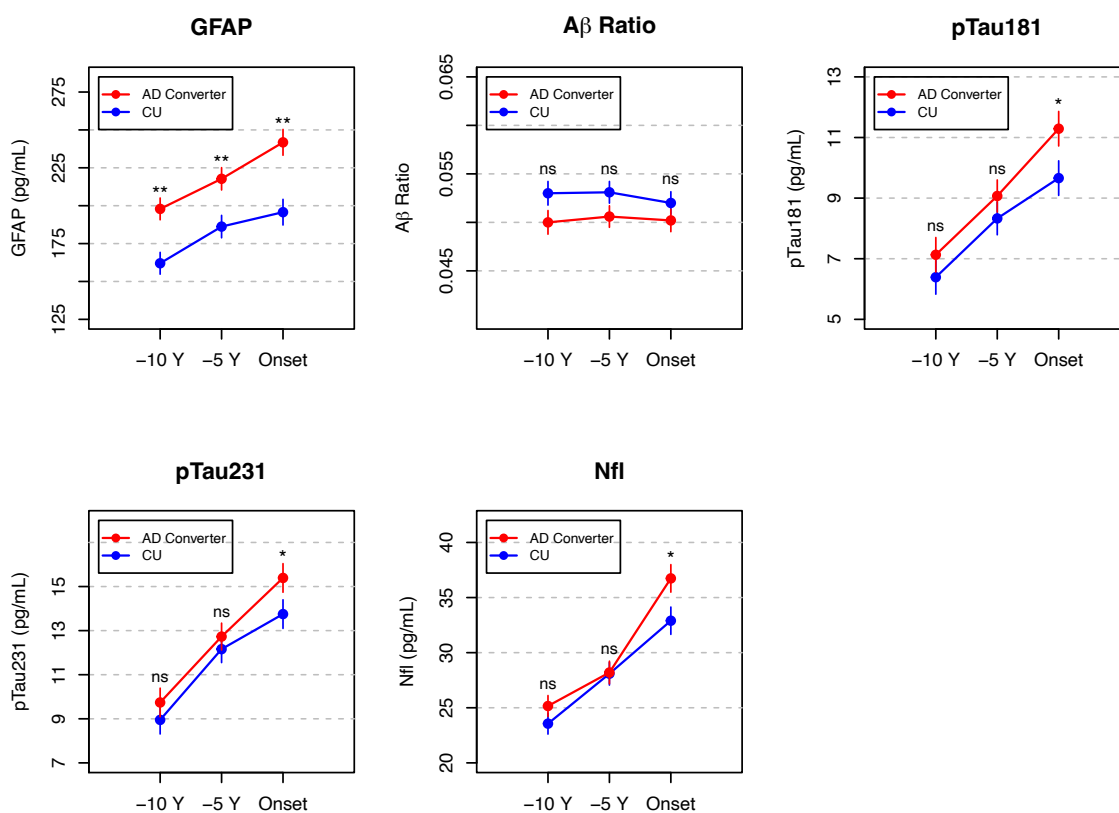 GFAP
GFAP (pg/mL)
275
225
175
125
AD Converter
CU
**
**
**
−10 Y −5 Y Onset
Aβ Ratio
Aβ Ratio
0.065
0.055
0.045
AD Converter
CU
ns
ns
ns
−10 Y −5 Y Onset
pTau181
pTau181 (pg/mL)
13
11
9
7
5
AD Converter
CU
ns
ns
*
−10 Y −5 Y Onset
pTau231
pTau231 (pg/mL)
15
13
11
9
7
AD Converter
CU
ns
ns
*
−10 Y −5 Y Onset
Nfl
Nfl (pg/mL)
40
35
30
25
20
AD Converter
CU
ns
ns
*
−10 Y −5 Y Onset